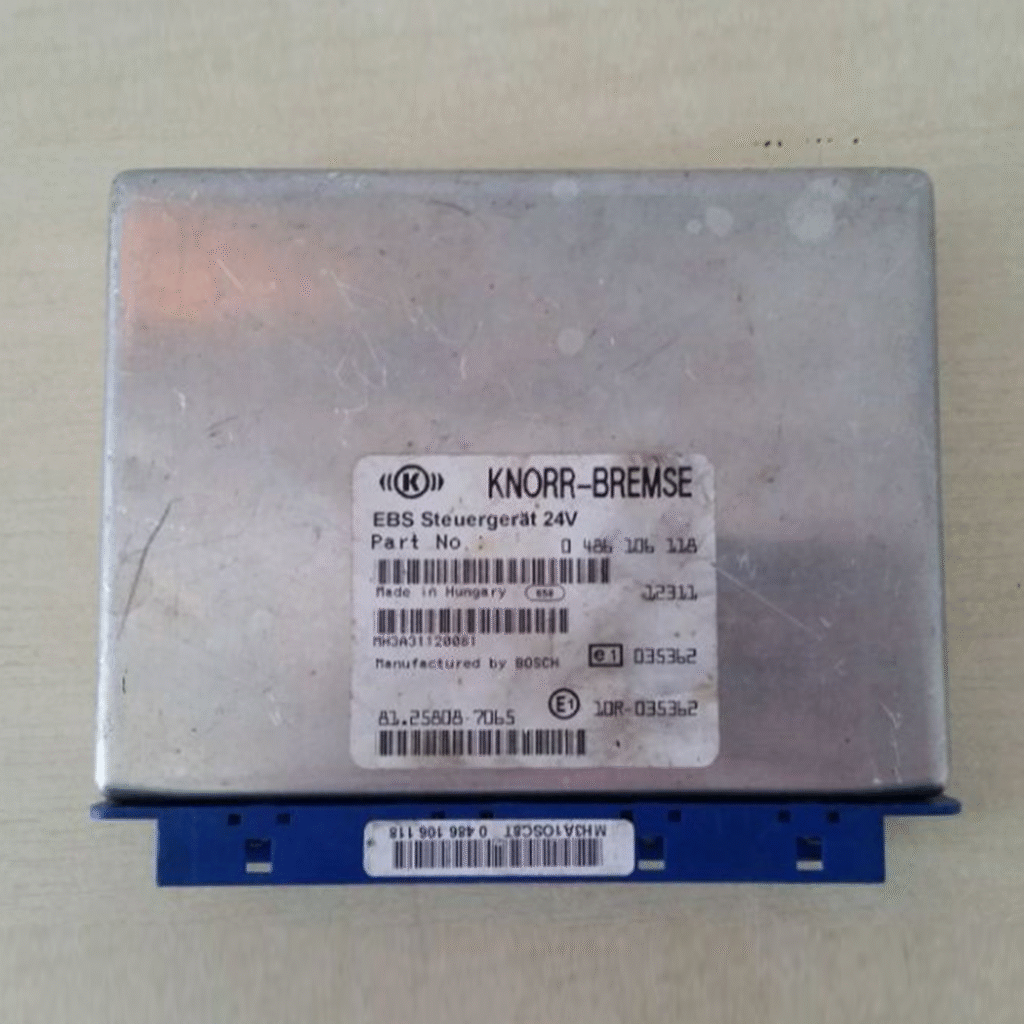 K KNORR-BREMSE
EBS Steuergerät 24V
Part No.: 0 486 106 118
Made in Hungary 658 12311
MH3A31120081
Manufactured by BOSCH e1 035362
81.25808-7065 E1 10R-035362
MH3A10SC8T 0 486 106 118